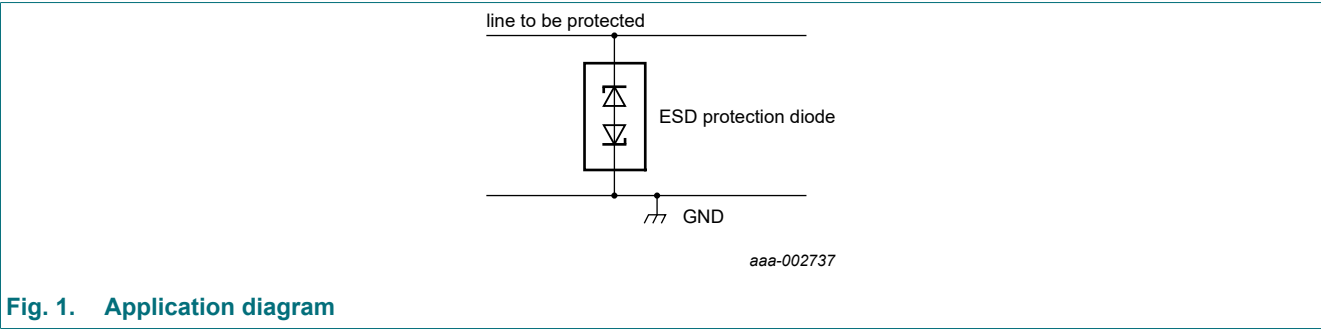 line to be protected
ESD protection diode
GND
aaa-002737
Fig. 1. Application diagram